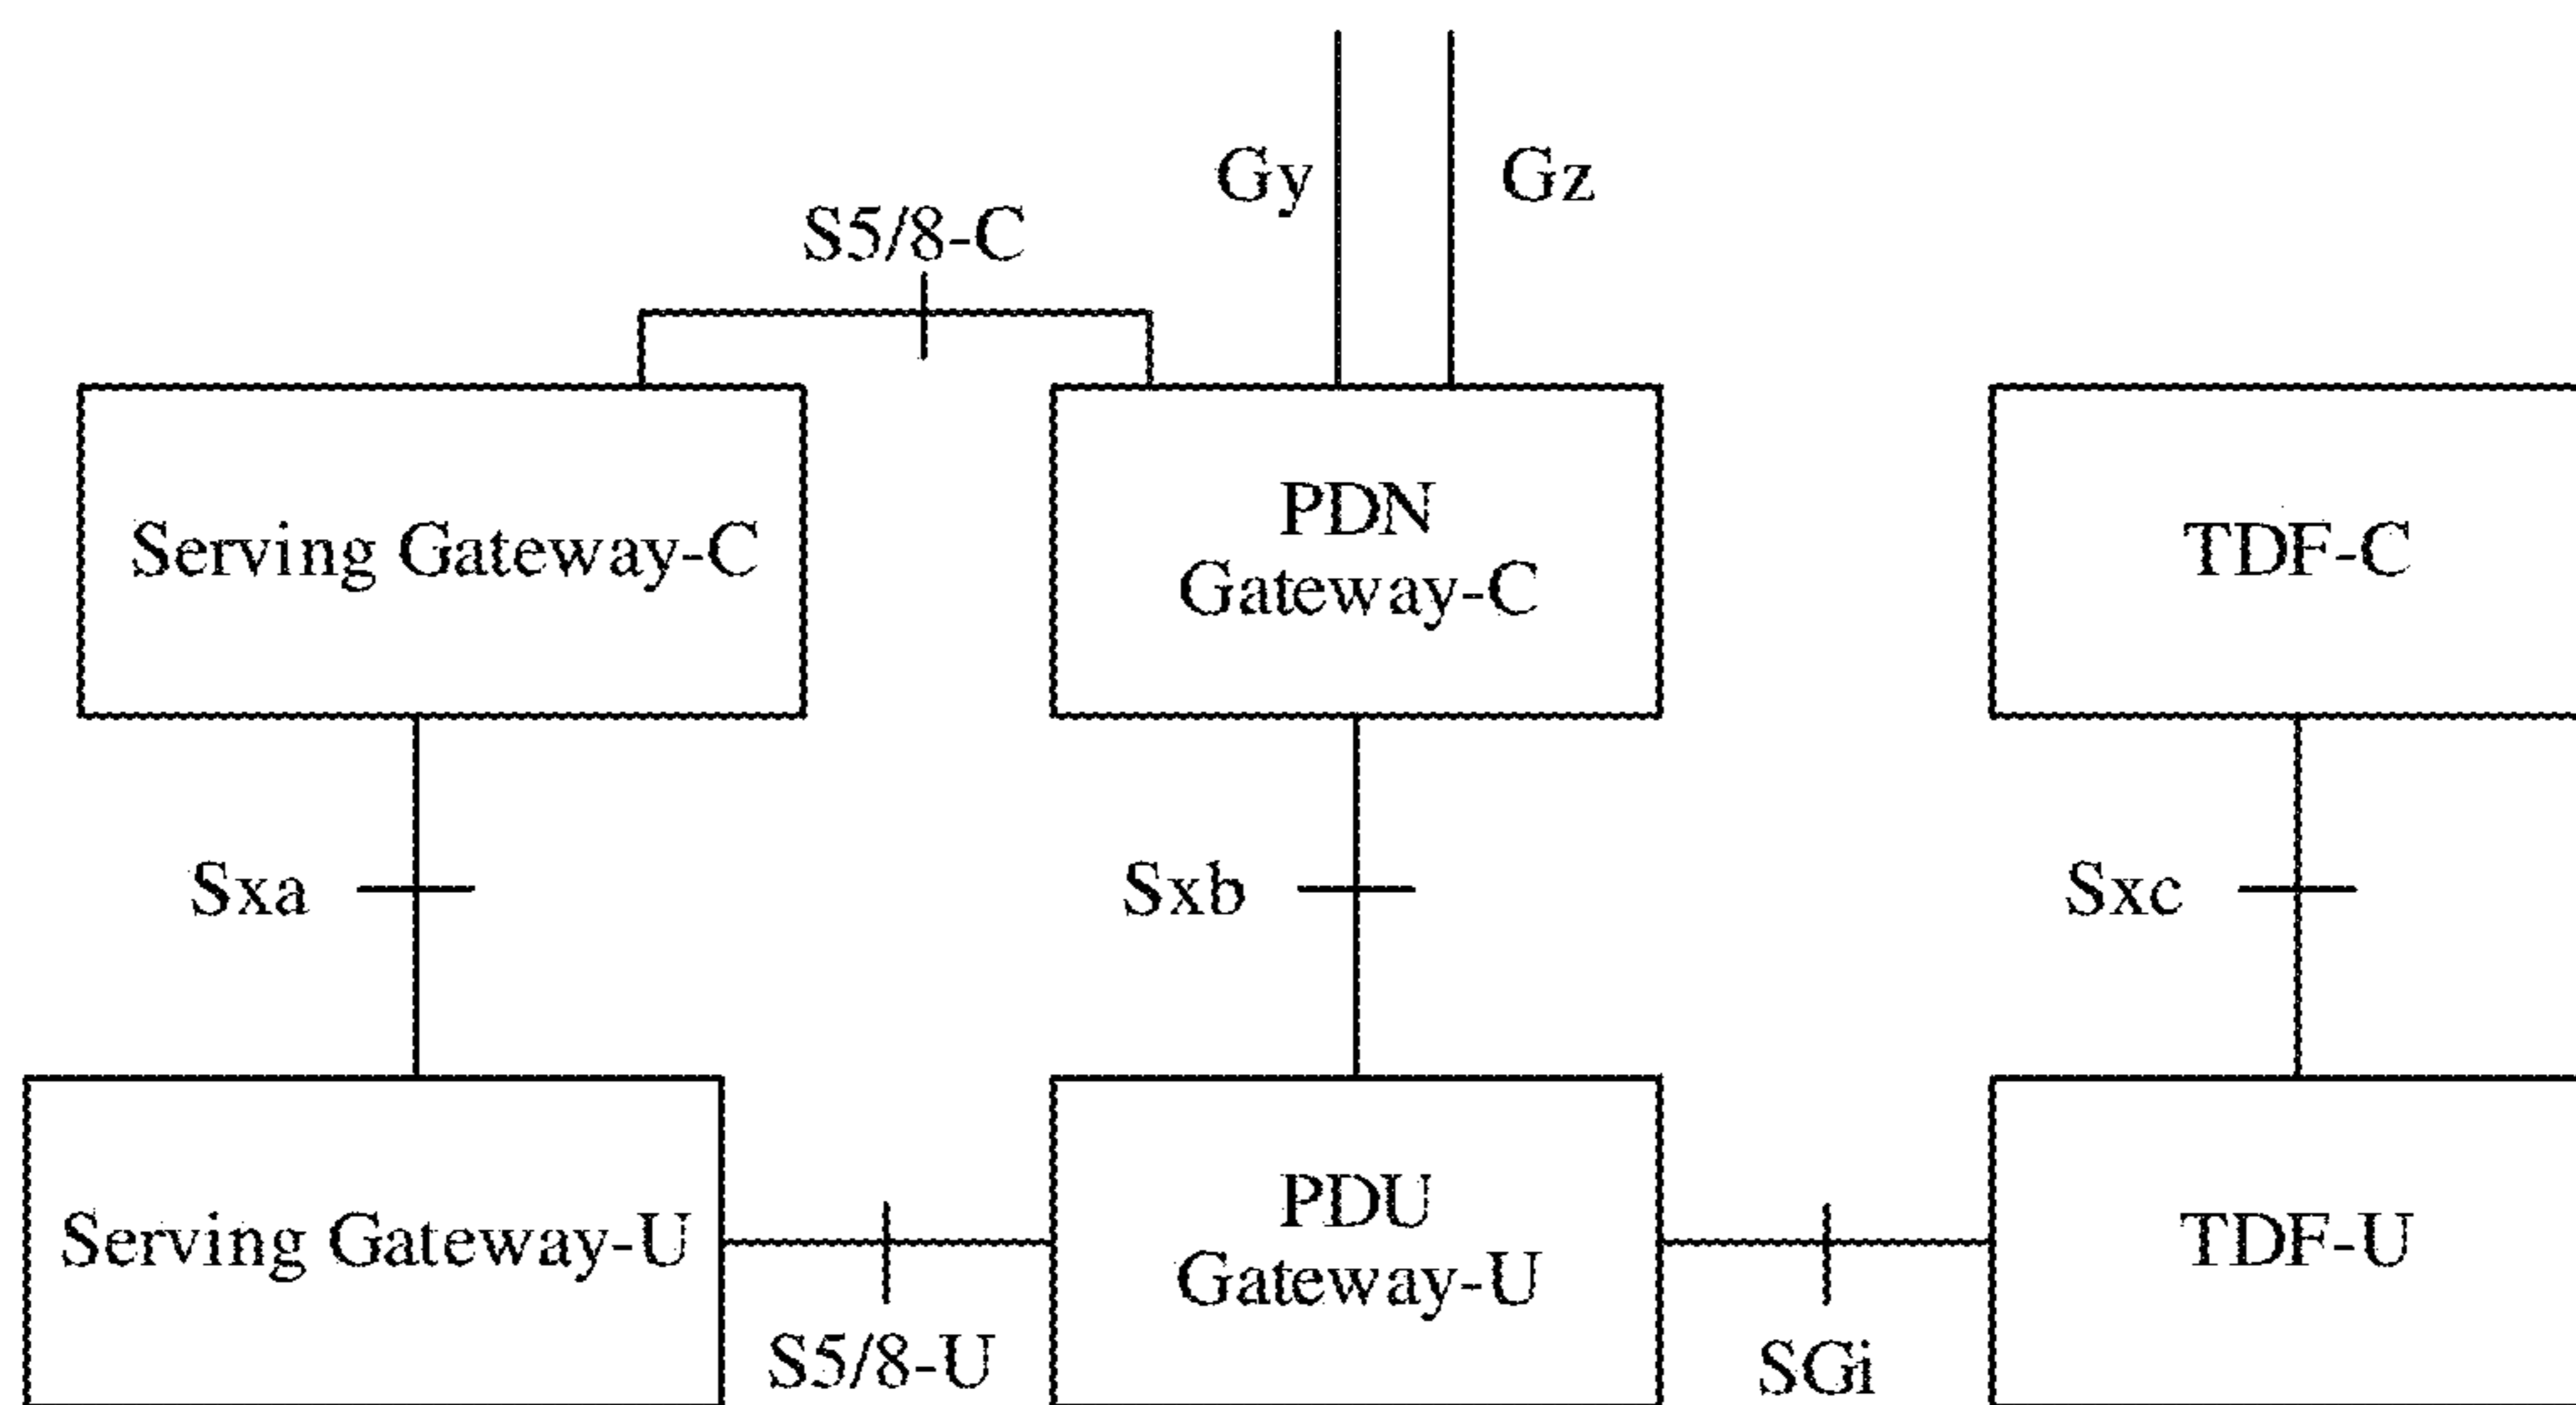 Gy
Gz
S5/8-C
Serving Gateway-C
PDN
Gateway-C
TDF-C
Sxa
Sxb
Sxc
Serving Gateway-U
PDU
Gateway-U
TDF-U
S5/8-U
SGi